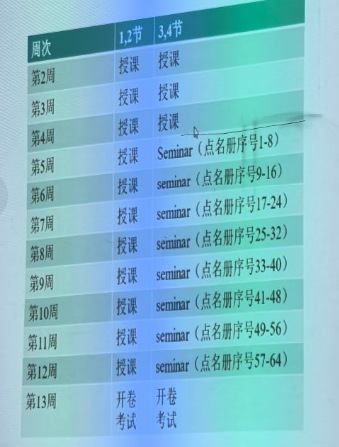 周次 1,2节 3,4节
第2周 授课 授课
第3周 授课 授课
第4周 授课 授课
第5周 授课 Seminar（点名册序号1-8）
第6周 授课 seminar（点名册序号9-16）
第7周 授课 seminar（点名册序号17-24）
第8周 授课 seminar（点名册序号25-32）
第9周 授课 seminar（点名册序号33-40）
第10周 授课 seminar（点名册序号41-48）
第11周 授课 seminar（点名册序号49-56）
第12周 授课 seminar（点名册序号57-64）
第13周 开卷 开卷
考试 考试